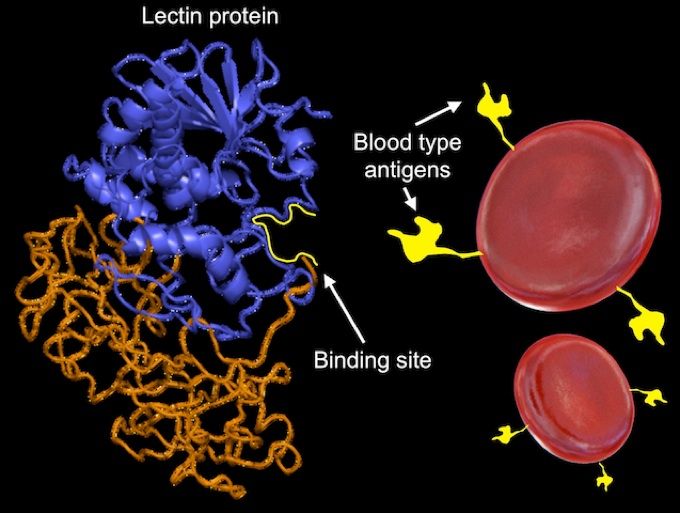 Lectin protein
Blood type
antigens
Binding site